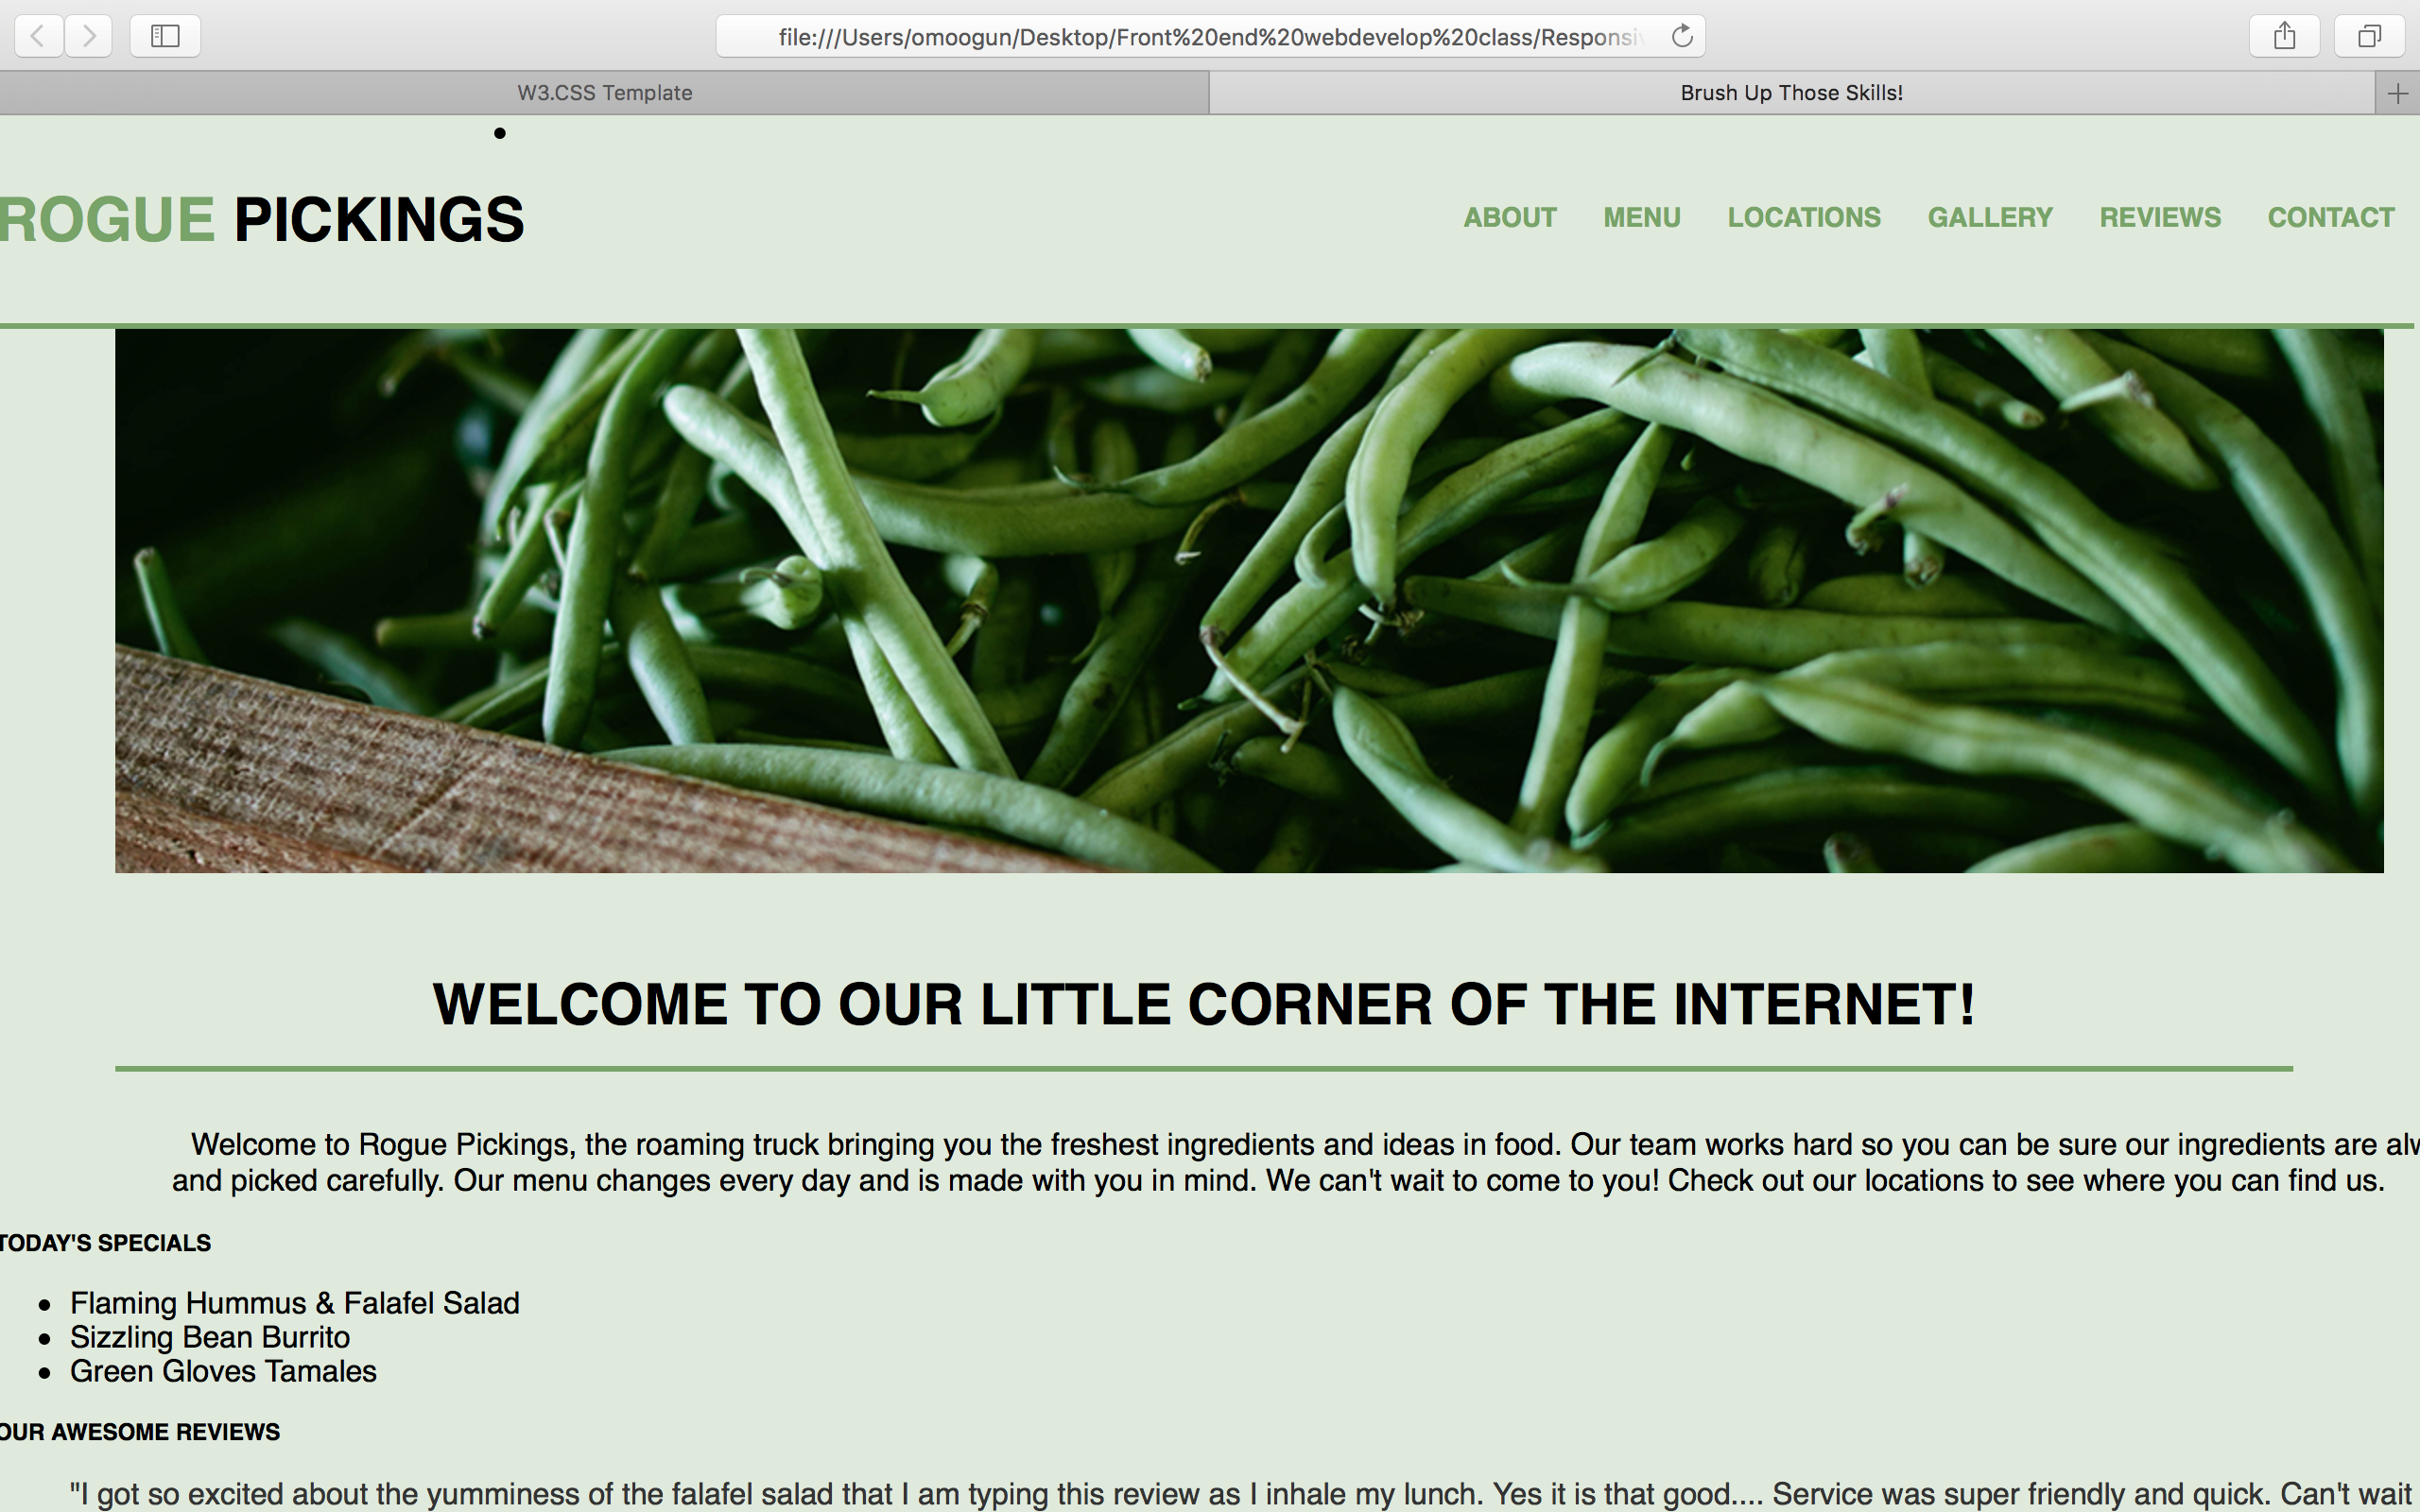 file:///Users/omoogun/Desktop/Front%20end%20webdevelop%20class/Responsi
W3.CSS Template
Brush Up Those Skills!
ROGUE PICKINGS
ABOUT MENU LOCATIONS GALLERY REVIEWS CONTACT
WELCOME TO OUR LITTLE CORNER OF THE INTERNET!
Welcome to Rogue Pickings, the roaming truck bringing you the freshest ingredients and ideas in food. Our team works hard so you can be sure our ingredients are
and picked carefully. Our menu changes every day and is made with you in mind. We can't wait to come to you! Check out our locations to see where you can find us.
TODAY'S SPECIALS
• Flaming Hummus & Falafel Salad
• Sizzling Bean Burrito
• Green Gloves Tamales
OUR AWESOME REVIEWS
"I got so excited about the yumminess of the falafel salad that I am typing this review as I inhale my lunch. Yes it is that good.... Service was super friendly and quick. Can't wait